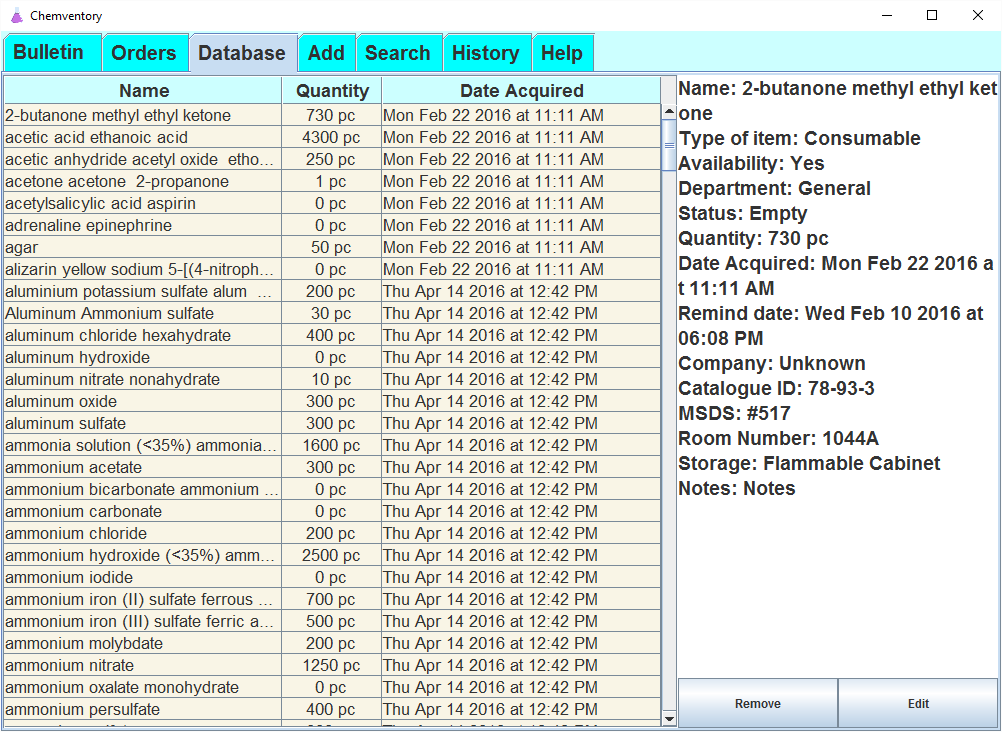 Chemventory
Bulletin Orders Database Add Search History Help
Name Quantity Date Acquired
2-butanone methyl ethyl ketone 730 pc Mon Feb 22 2016 at 11:11 AM
acetic acid ethanoic acid 4300 pc Mon Feb 22 2016 at 11:11 AM
acetic anhydride acetyl oxide etho... 250 pc Mon Feb 22 2016 at 11:11 AM
acetone acetone 2-propanone 1 pc Mon Feb 22 2016 at 11:11 AM
acetylsalicylic acid aspirin 0 pc Mon Feb 22 2016 at 11:11 AM
adrenaline epinephrine 0 pc Mon Feb 22 2016 at 11:11 AM
agar 50 pc Mon Feb 22 2016 at 11:11 AM
alizarin yellow sodium 5-[(4-nitroph... 0 pc Mon Feb 22 2016 at 11:11 AM
aluminium potassium sulfate alum ... 200 pc Thu Apr 14 2016 at 12:42 PM
Aluminum Ammonium sulfate 30 pc Thu Apr 14 2016 at 12:42 PM
aluminum chloride hexahydrate 400 pc Thu Apr 14 2016 at 12:42 PM
aluminum hydroxide 0 pc Thu Apr 14 2016 at 12:42 PM
aluminum nitrate nonahydrate 10 pc Thu Apr 14 2016 at 12:42 PM
aluminum oxide 300 pc Thu Apr 14 2016 at 12:42 PM
aluminum sulfate 300 pc Thu Apr 14 2016 at 12:42 PM
ammonia solution (<35%) ammonia... 1600 pc Thu Apr 14 2016 at 12:42 PM
ammonium acetate 300 pc Thu Apr 14 2016 at 12:42 PM
ammonium bicarbonate ammonium ... 0 pc Thu Apr 14 2016 at 12:42 PM
ammonium carbonate 0 pc Thu Apr 14 2016 at 12:42 PM
ammonium chloride 200 pc Thu Apr 14 2016 at 12:42 PM
ammonium hydroxide (<35%) amm... 2500 pc Thu Apr 14 2016 at 12:42 PM
ammonium iodide 0 pc Thu Apr 14 2016 at 12:42 PM
ammonium iron (II) sulfate ferrous ... 700 pc Thu Apr 14 2016 at 12:42 PM
ammonium iron (III) sulfate ferric a... 500 pc Thu Apr 14 2016 at 12:42 PM
ammonium molybdate 200 pc Thu Apr 14 2016 at 12:42 PM
ammonium nitrate 1250 pc Thu Apr 14 2016 at 12:42 PM
ammonium oxalate monohydrate 0 pc Thu Apr 14 2016 at 12:42 PM
ammonium persulfate 400 pc Thu Apr 14 2016 at 12:42 PM
Name: 2-butanone methyl ethyl ket
one
Type of item: Consumable
Availability: Yes
Department: General
Status: Empty
Quantity: 730 pc
Date Acquired: Mon Feb 22 2016 a
t 11:11 AM
Remind date: Wed Feb 10 2016 at
06:08 PM
Company: Unknown
Catalogue ID: 78-93-3
MSDS: #517
Room Number: 1044A
Storage: Flammable Cabinet
Notes: Notes
Remove Edit